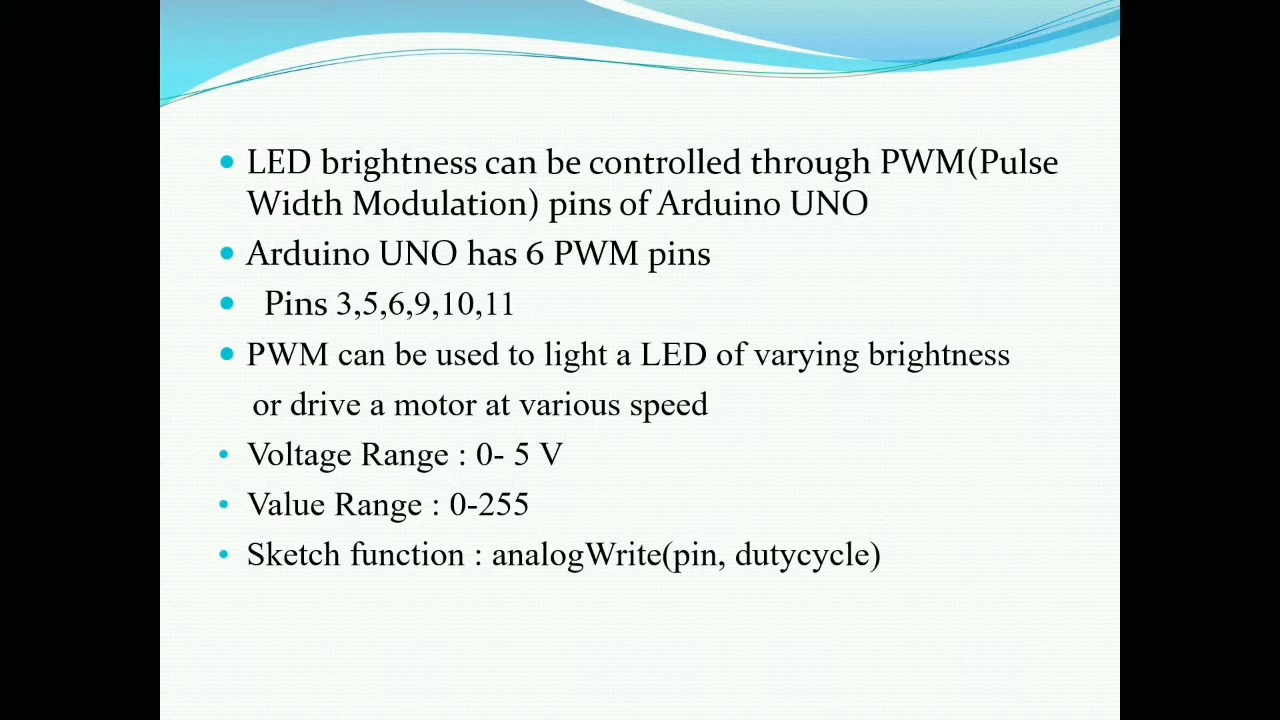 LED brightness can be controlled through PWM(Pulse
Width Modulation) pins of Arduino UNO
Arduino UNO has 6 PWM pins
Pins 3,5,6,9,10,11
PWM can be used to light a LED of varying brightness
or drive a motor at various speed
Voltage Range : 0- 5 V
Value Range : 0-255
Sketch function : analogWrite(pin, dutycycle)